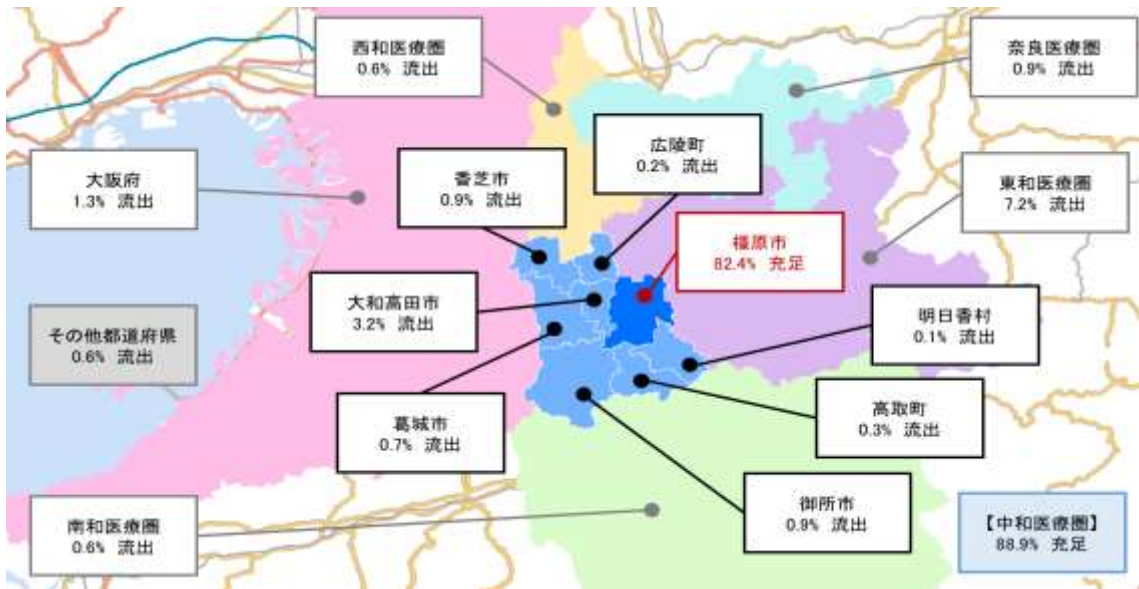 西和医療圏
0.6% 流出
奈良医療圏
0.9% 流出
広陵町
0.2% 流出
大阪府
1.3% 流出
香芝市
0.9% 流出
東和医療圏
7.2% 流出
橿原市
82.4% 充足
大和高田市
3.2% 流出
明日香村
0.1% 流出
その他都道府県
0.6% 流出
葛城市
0.7% 流出
高取町
0.3% 流出
御所市
0.9% 流出
南和医療圏
0.6% 流出
【中和医療圏】
88.9% 充足